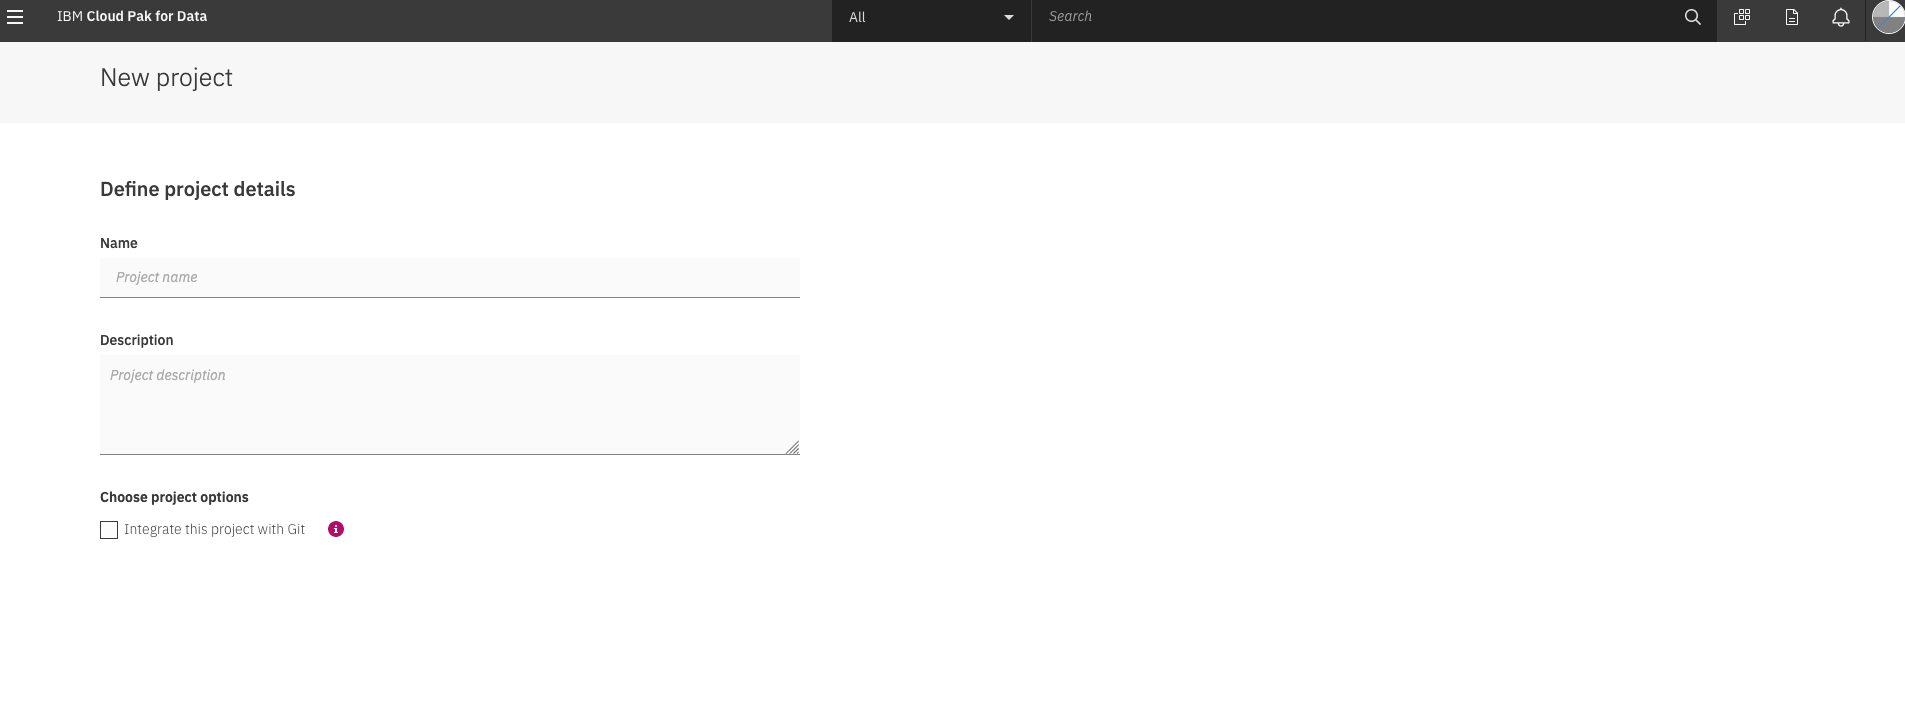 IBM Cloud Pak for Data
All
Search
New project
Define project details
Name
Project name
Description
Project description
Choose project options
Integrate this project with Git